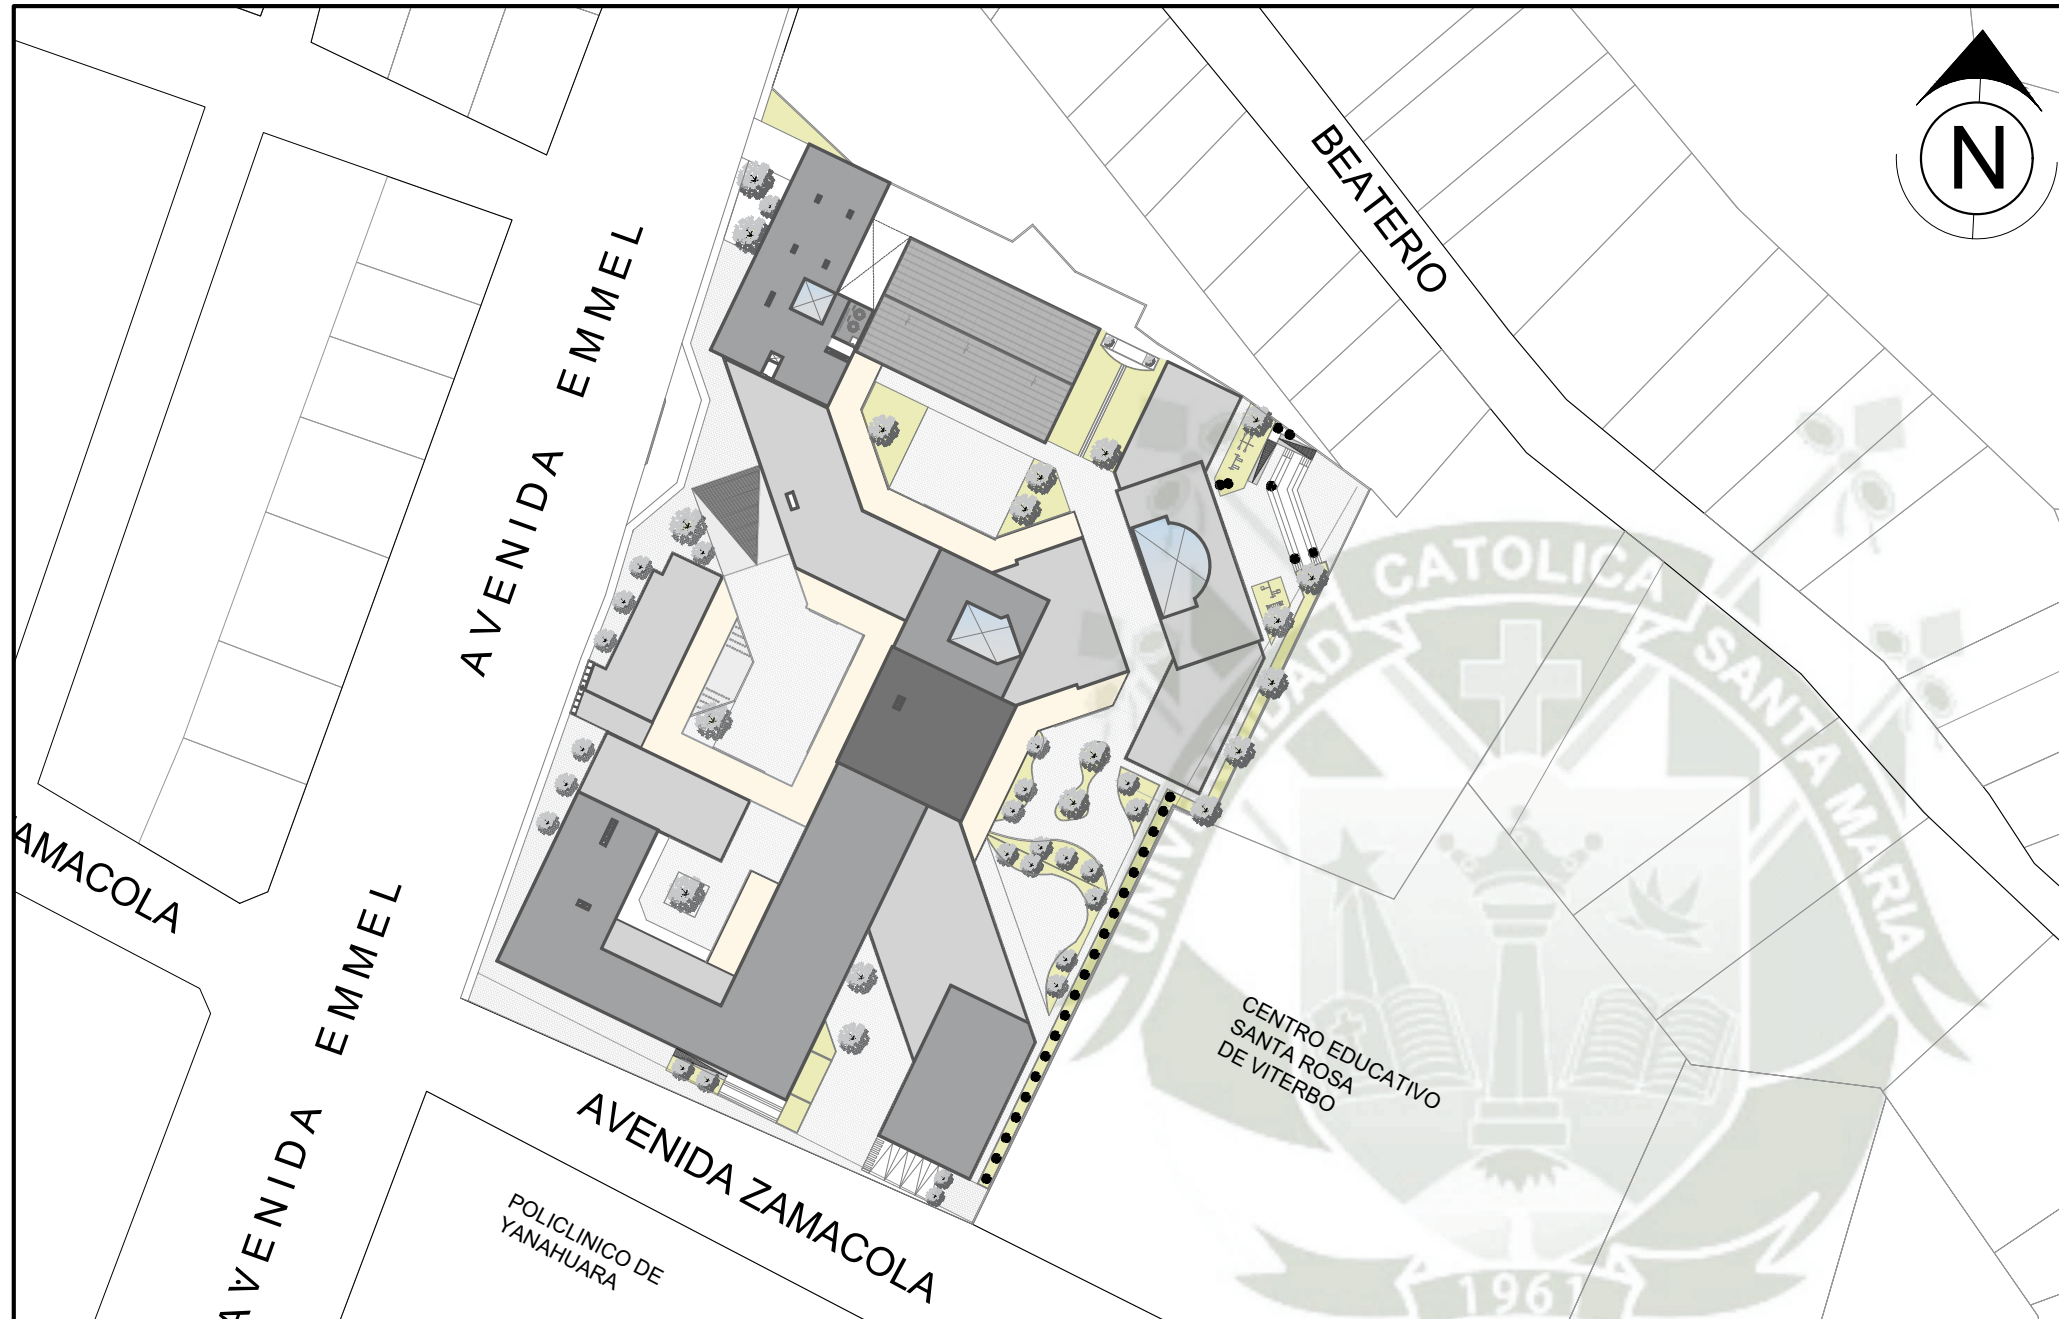 N
BEATERIO
AVENIDA EMMEL
AMACOLA
AVENIDA EMMEL
AVENIDA ZAMACOLA
AVENIDA
POLICLINICO DE
YANAHUARA
CENTRO EDUCATIVO
SANTA ROSA
DE VITERBO
UNIVERSIDAD CATOLICA SANTA MARIA
1961